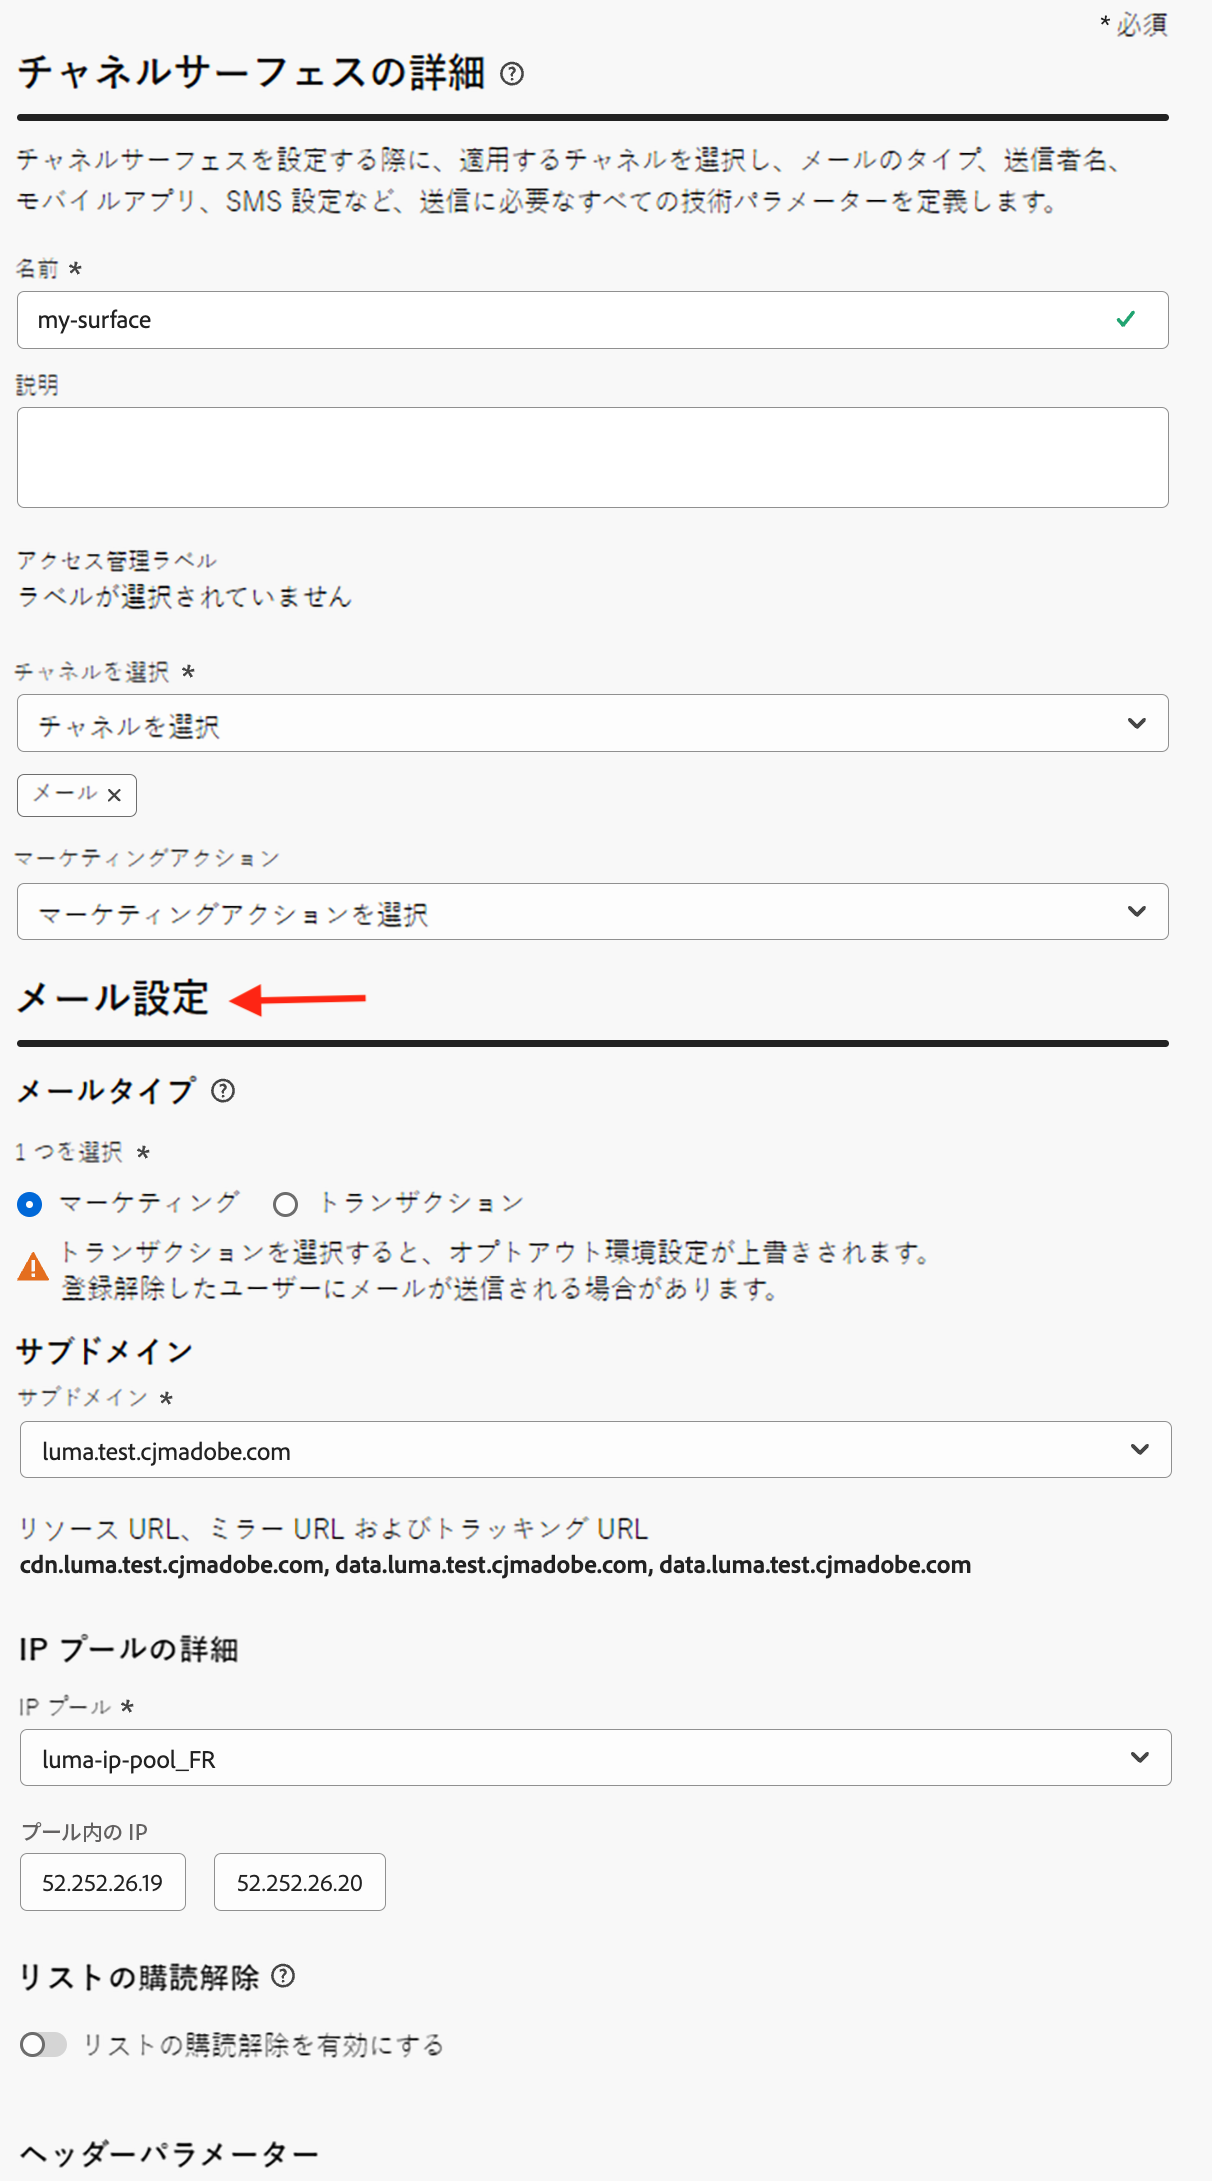 * 必須
チャネルサーフェスの詳細
チャネルサーフェスを設定する際に、適用するチャネルを選択し、メールのタイプ、送信者名、
モバイルアプリ、SMS 設定など、送信に必要なすべての技術パラメーターを定義します。
名前 *
my-surface
説明
アクセス管理ラベル
ラベルが選択されていません
チャネルを選択 *
チャネルを選択
メール ×
マーケティングアクション
マーケティングアクションを選択
メール設定
メールタイプ
1 つを選択 *
マーケティング トランザクション
トランザクションを選択すると、オプトアウト環境設定が上書きされます。
登録解除したユーザーにメールが送信される場合があります。
サブドメイン
サブドメイン *
luma.test.cjmadobe.com
リソース URL、ミラー URL およびトラッキング URL
cdn.luma.test.cjmadobe.com, data.luma.test.cjmadobe.com, data.luma.test.cjmadobe.com
IP プールの詳細
IP プール *
luma-ip-pool_FR
プール内の IP
52.252.26.19 52.252.26.20
リストの購読解除
リストの購読解除を有効にする
ヘッダーパラメーター